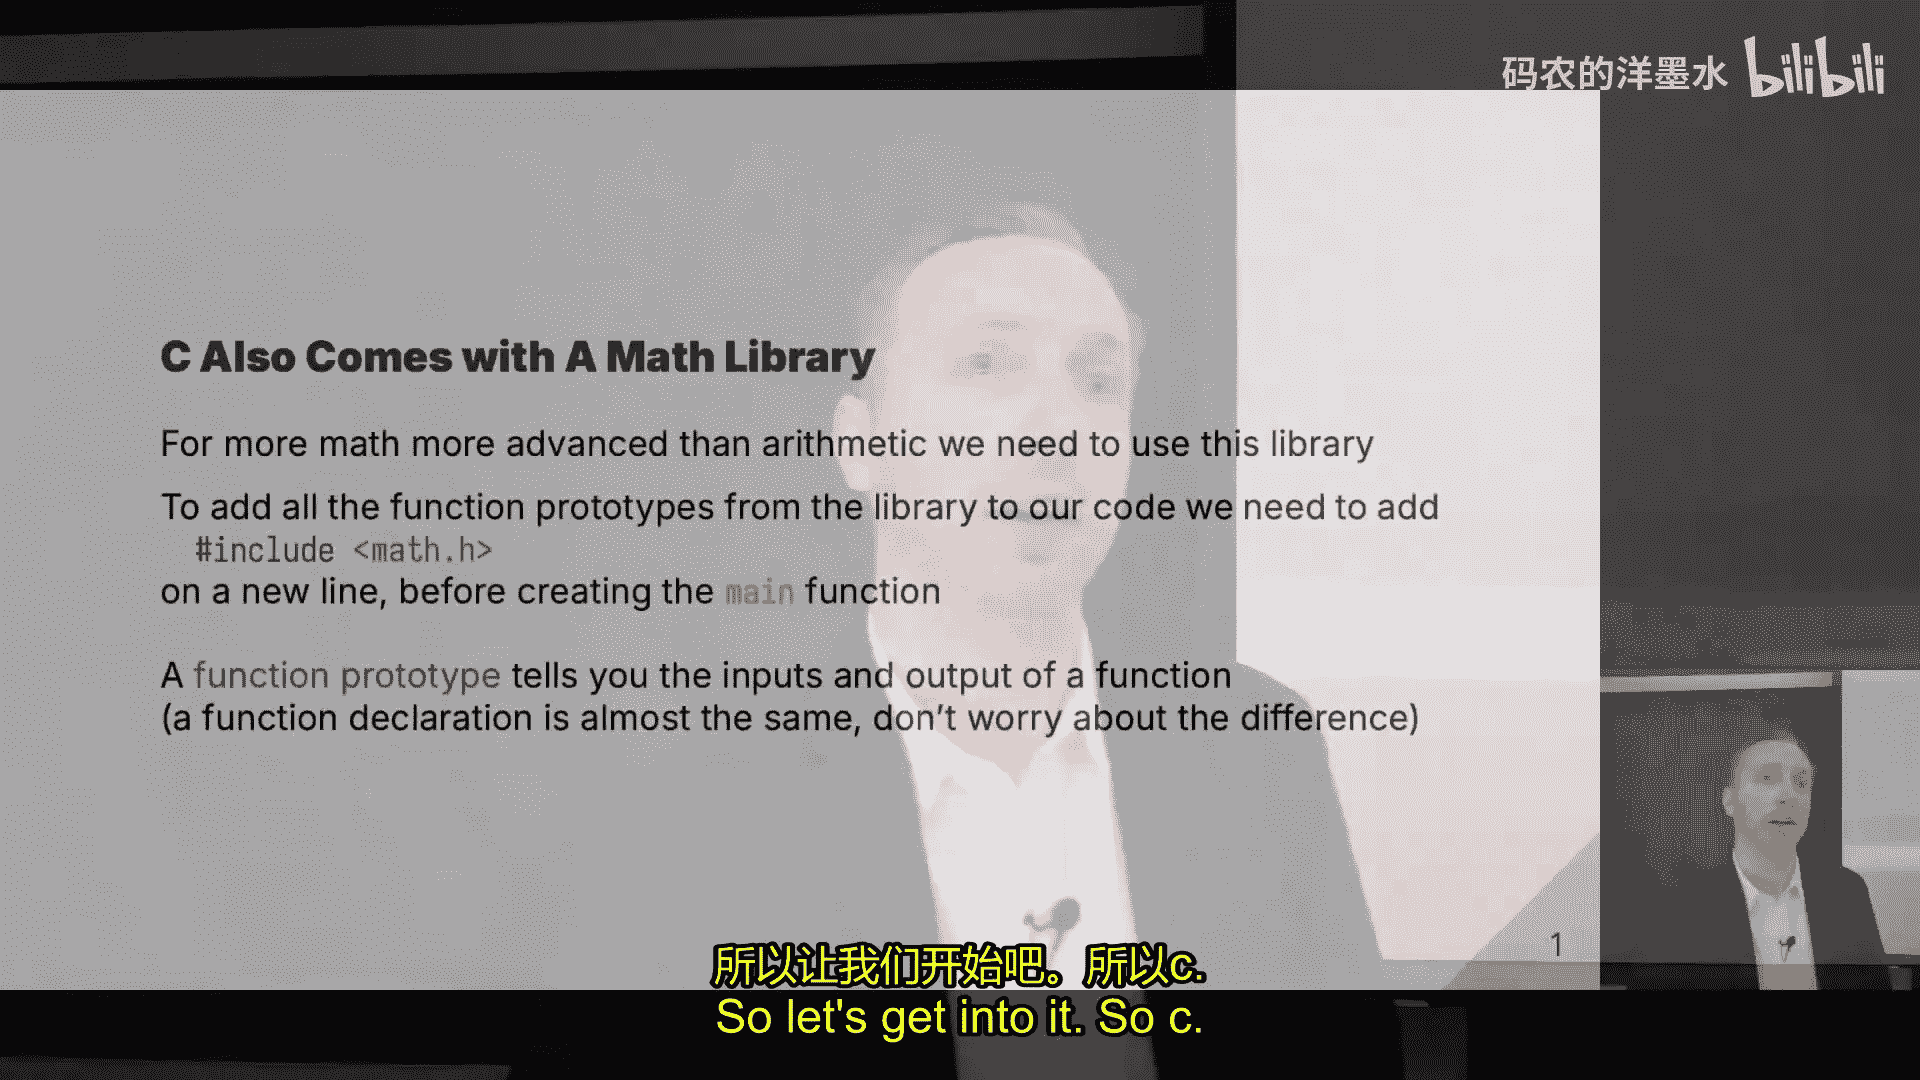 码农的洋墨水 bilibili
C Also Comes with A Math Library
For more math more advanced than arithmetic we need to use this library
To add all the function prototypes from the library to our code we need to add
#include <math.h>
on a new line, before creating the main function
A function prototype tells you the inputs and output of a function
(a function declaration is almost the same, don't worry about the difference)
1
所以让我们开始吧。所以c.
So let's get into it. So c.